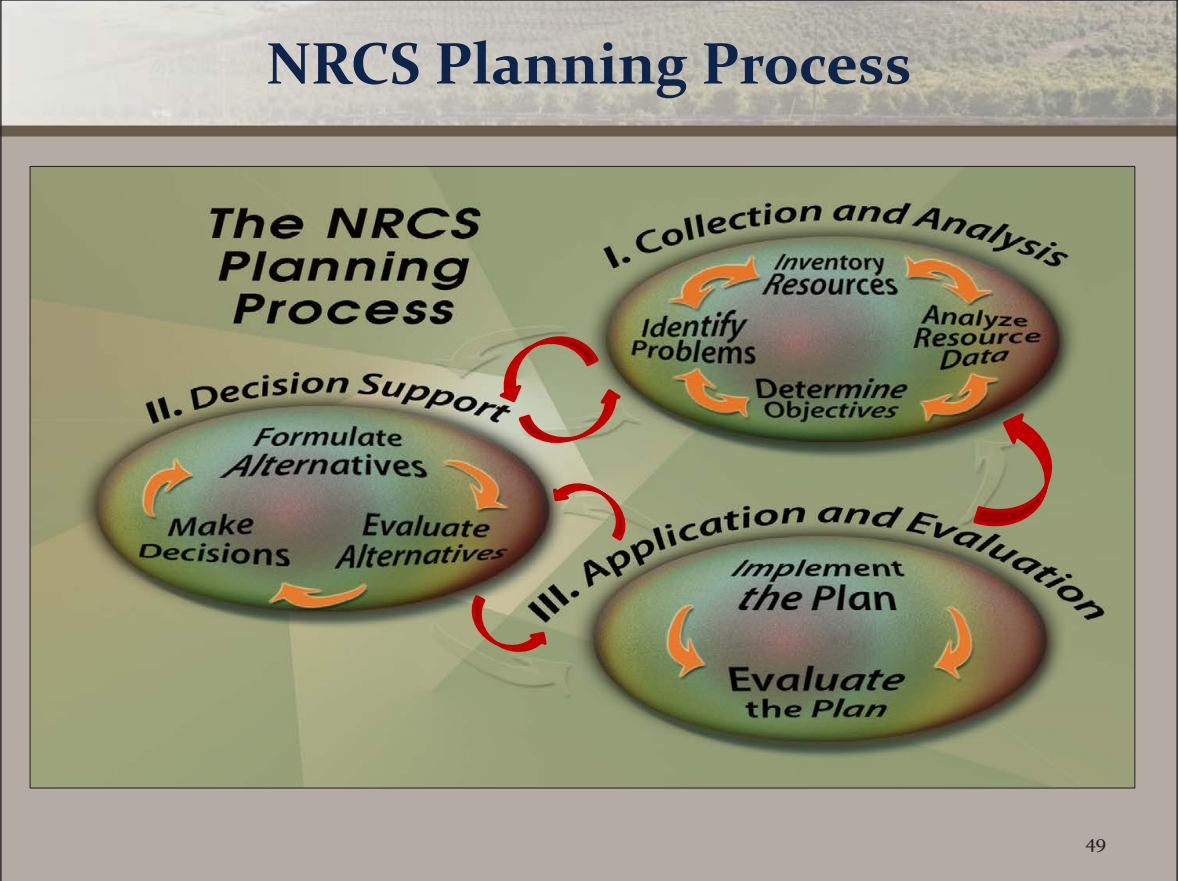 NRCS Planning Process
The NRCS
Planning
Process
I. Collection and Analysis
Inventory
Resources
Identify
Problems
Analyze
Resource
Data
Determine
Objectives
II. Decision Support
Formulate
Alternatives
Make
Decisions
Evaluate
Alternatives
III. Application and Evaluation
Implement
the Plan
Evaluate
the Plan
49